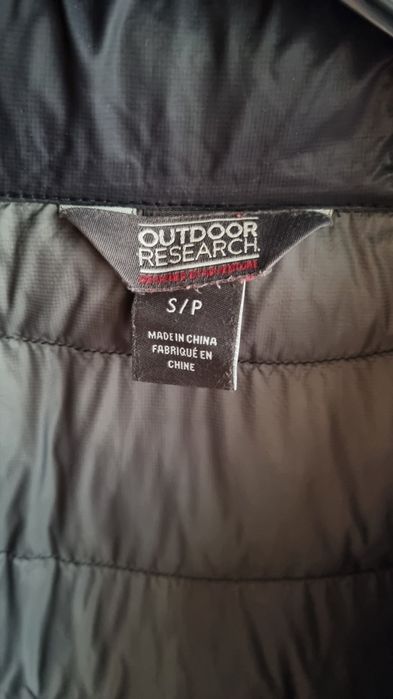 OUTDOOR
RESEARCH
S/P
MADE IN CHINA
FABRIQUÉ EN
CHINE